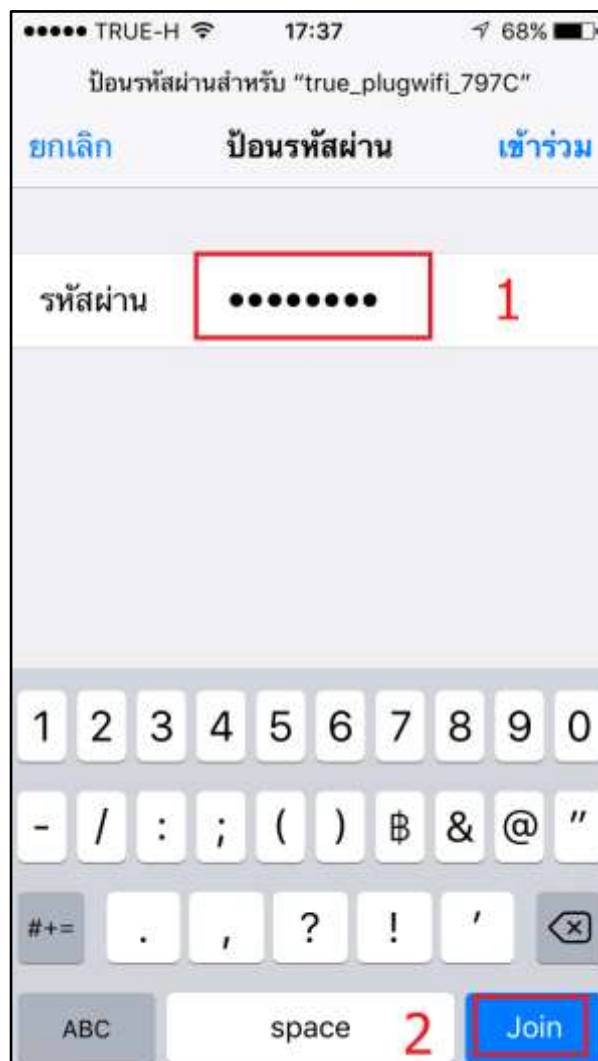 ●●●●● TRUE-H 17:37 68%
ป้อนรหัสผ่านสำหรับ “true_plugwifi_797C”
ยกเลิก ป้อนรหัสผ่าน เข้าร่วม
รหัสผ่าน ●●●●●●●● 1
1 2 3 4 5 6 7 8 9 0
- / : ; ( ) ฿ & @ "
#+= . , ? ! '
ABC space 2 Join